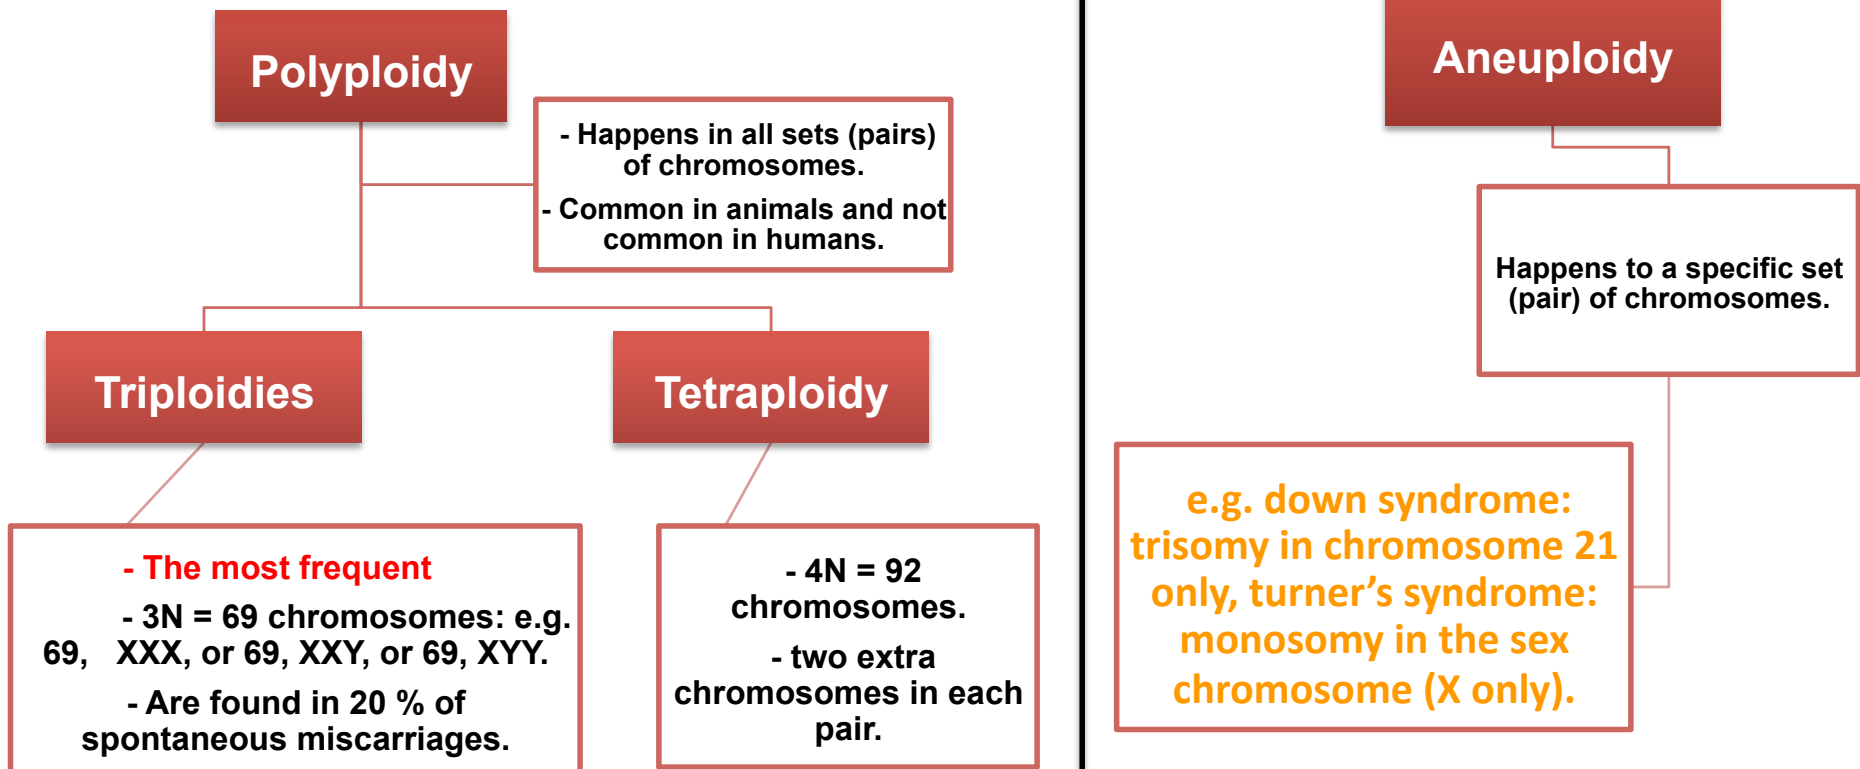 Polyploidy
- Happens in all sets (pairs)
of chromosomes.
- Common in animals and not
common in humans.
Triploidies
Tetraploidy
- The most frequent
- 3N = 69 chromosomes: e.g.
69, XXX, or 69, XXY, or 69, XYY.
- Are found in 20 % of
spontaneous miscarriages.
- 4N = 92
chromosomes.
- two extra
chromosomes in each
pair.
Aneuploidy
Happens to a specific set
(pair) of chromosomes.
e.g. down syndrome:
trisomy in chromosome 21
only, turner’s syndrome:
monosomy in the sex
chromosome (X only).